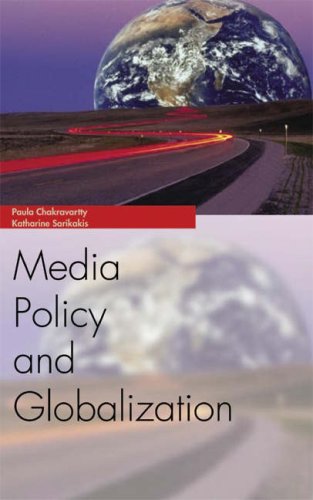 Paula Chakravartty
Katharine Sarikakis
Media
Policy
and
Globalization